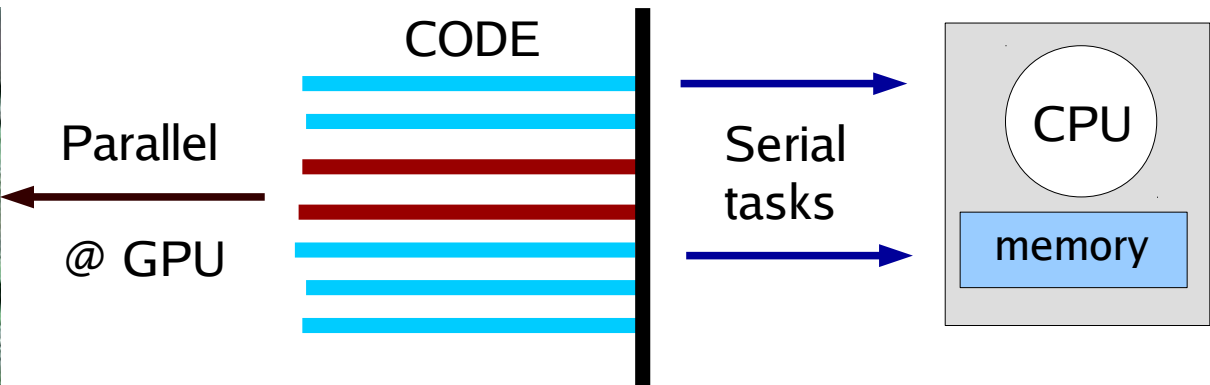 CODE
Parallel
@ GPU
Serial
tasks
CPU
memory